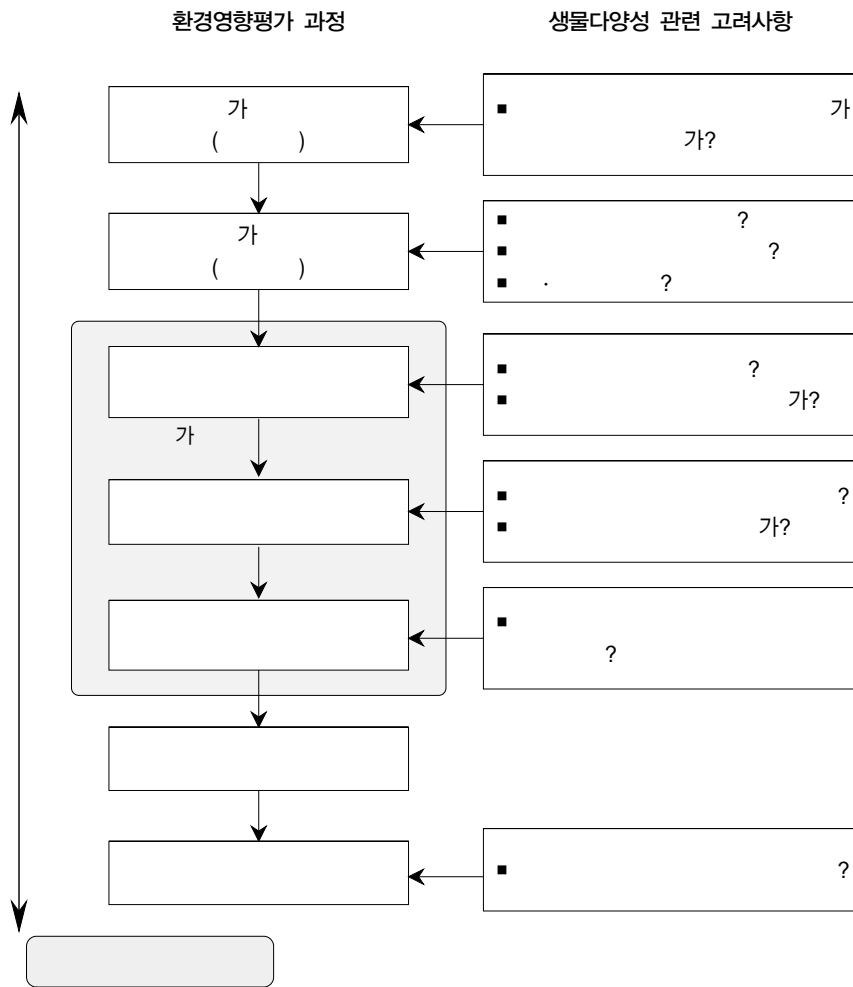 환경영향평가 과정
생물다양성 관련 고려사항
가
( )
■ 가
가?
가
( )
■ ?
■ ?
■ · ?
■ ?
■ 가?
가
■ ?
■ 가?
■
?
■ ?